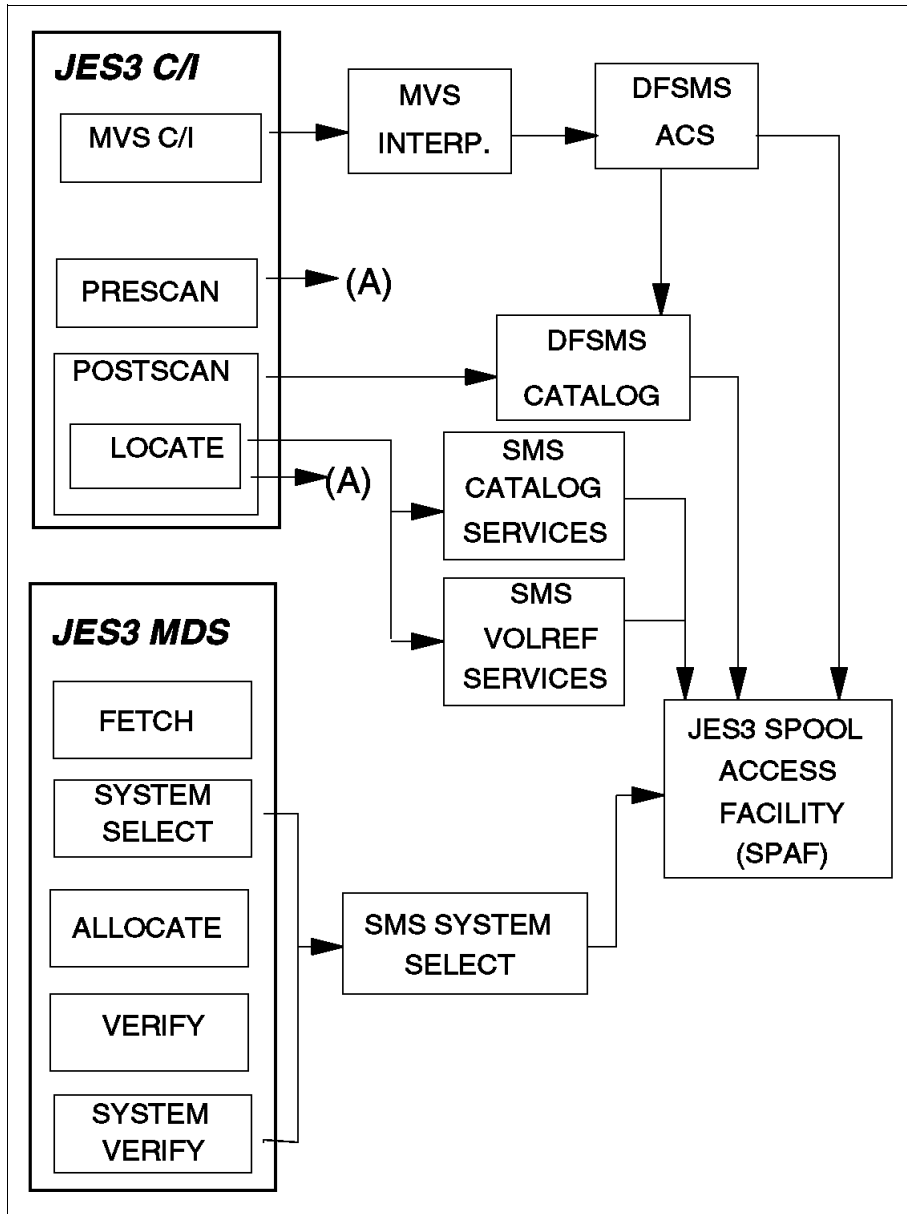 JES3 C/I
MVS C/I
MVS
INTERP.
DFSMS
ACS
PRESCAN
(A)
POSTSCAN
LOCATE
(A)
DFSMS
CATALOG
SMS
CATALOG
SERVICES
SMS
VOLREF
SERVICES
JES3 MDS
FETCH
SYSTEM
SELECT
ALLOCATE
VERIFY
SYSTEM
VERIFY
SMS SYSTEM
SELECT
JES3 SPOOL
ACCESS
FACILITY
(SPAF)